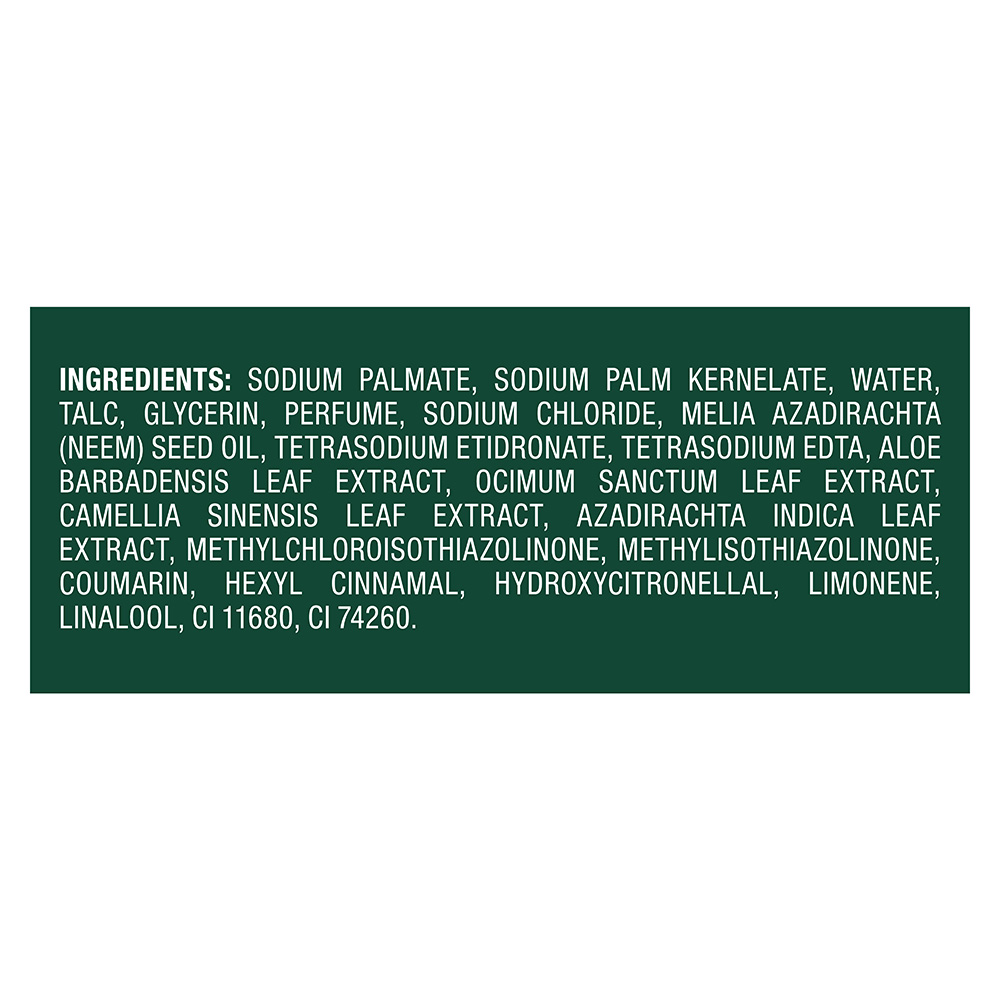 INGREDIENTS: SODIUM PALMATE, SODIUM PALM KERNELATE, WATER,
TALC, GLYCERIN, PERFUME, SODIUM CHLORIDE, MELIA AZADIRACHTA
(NEEM) SEED OIL, TETRASODIUM ETIDRONATE, TETRASODIUM EDTA, ALOE
BARBADENSIS LEAF EXTRACT, OCIMUM SANCTUM LEAF EXTRACT,
CAMELLIA SINENSIS LEAF EXTRACT, AZADIRACHTA INDICA LEAF
EXTRACT, METHYLCHLOROISOTHIAZOLINONE, METHYLISOTHIAZOLINONE,
COUMARIN, HEXYL CINNAMAL, HYDROXYCITRONELLAL, LIMONENE,
LINALOOL, CI 11680, CI 74260.